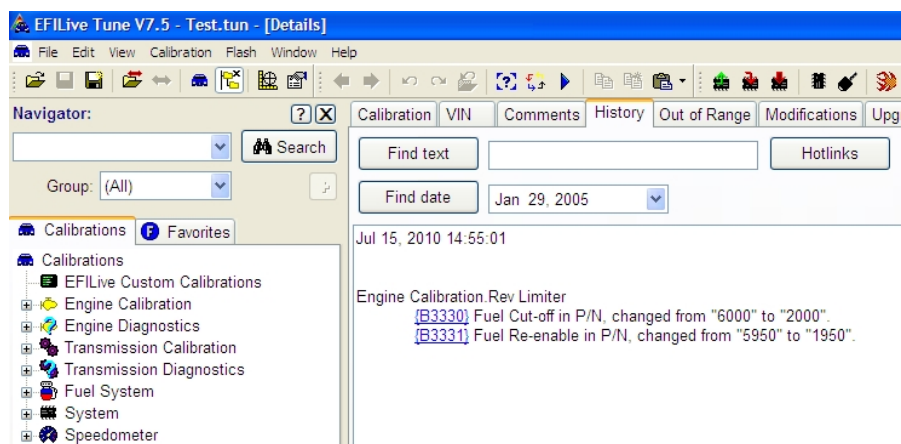 EFILive Tune V7.5 - Test.tun - [Details]
File Edit View Calibration Flash Window Help
Navigator:
Search
Group: (All)
Calibrations Favorites
Calibrations
EFILive Custom Calibrations
Engine Calibration
Engine Diagnostics
Transmission Calibration
Transmission Diagnostics
Fuel System
System
Speedometer
Calibration VIN Comments History Out of Range Modifications Upg
Find text Hotlinks
Find date Jan 29, 2005
Jul 15, 2010 14:55:01
Engine Calibration.Rev Limiter
{B3330} Fuel Cut-off in P/N, changed from "6000" to "2000".
{B3331} Fuel Re-enable in P/N, changed from "5950" to "1950".